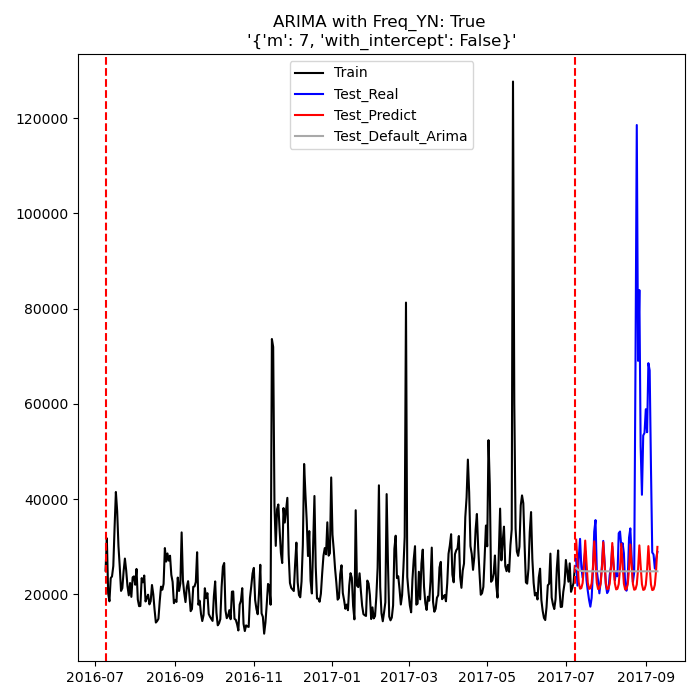 ARIMA with Freq_YN: True
'{'m': 7, 'with_intercept': False}'
Train
Test_Real
Test_Predict
Test_Default_Arima
120000
100000
80000
60000
40000
20000
2016-07 2016-09 2016-11 2017-01 2017-03 2017-05 2017-07 2017-09